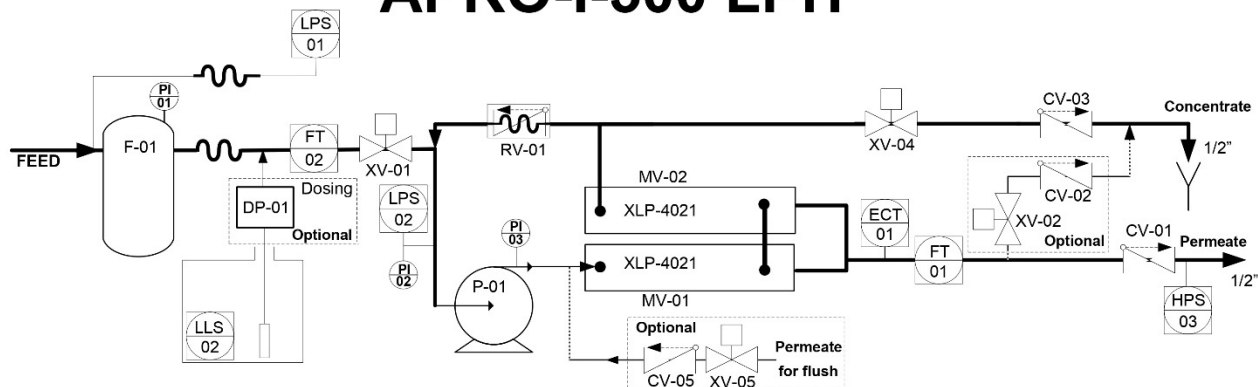 LPS
01
PI
01
F-01
FEED
FT
02
XV-01
RV-01
XV-04
CV-03
Concentrate
1/2"
DP-01
Dosing
Optional
LPS
02
PI
02
PI
03
MV-02
XLP-4021
XLP-4021
MV-01
ECT
01
FT
01
CV-02
XV-02
Optional
CV-01
Permeate
1/2"
HPS
03
P-01
LLS
02
Optional
CV-05
XV-05
Permeate
for flush